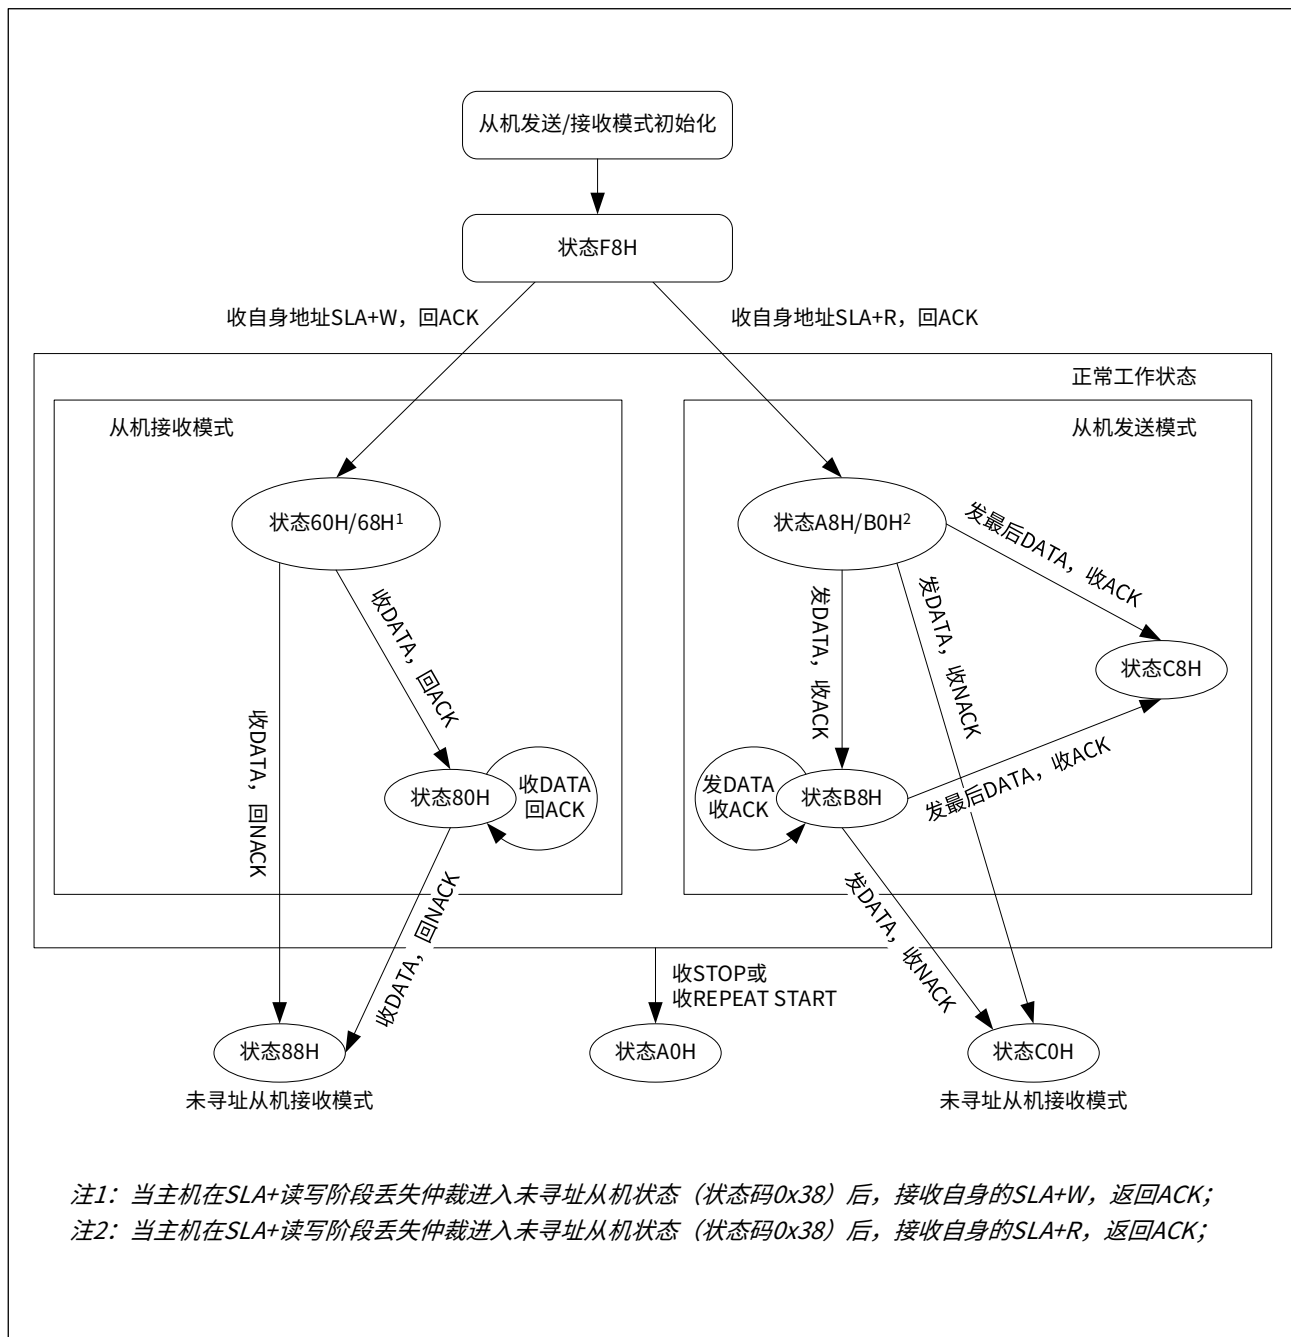 从机发送/接收模式初始化
状态F8H
收自身地址SLA+W，回ACK
收自身地址SLA+R，回ACK
正常工作状态
从机接收模式
从机发送模式
状态60H/68H1
状态A8H/B0H2
发最后DATA，收ACK
收DATA，回ACK
发DATA，收ACK
发DATA，收NACK
状态C8H
收DATA，回NACK
状态80H
收DATA
回ACK
发DATA
收ACK
状态B8H
发最后DATA，收ACK
收DATA，回NACK
发DATA，收NACK
收STOP或
收REPEAT START
状态88H
状态A0H
状态C0H
未寻址从机接收模式
未寻址从机接收模式
注1：当主机在SLA+读写阶段丢失仲裁进入未寻址从机状态（状态码0x38）后，接收自身的SLA+W，返回ACK；
注2：当主机在SLA+读写阶段丢失仲裁进入未寻址从机状态（状态码0x38）后，接收自身的SLA+R，返回ACK；